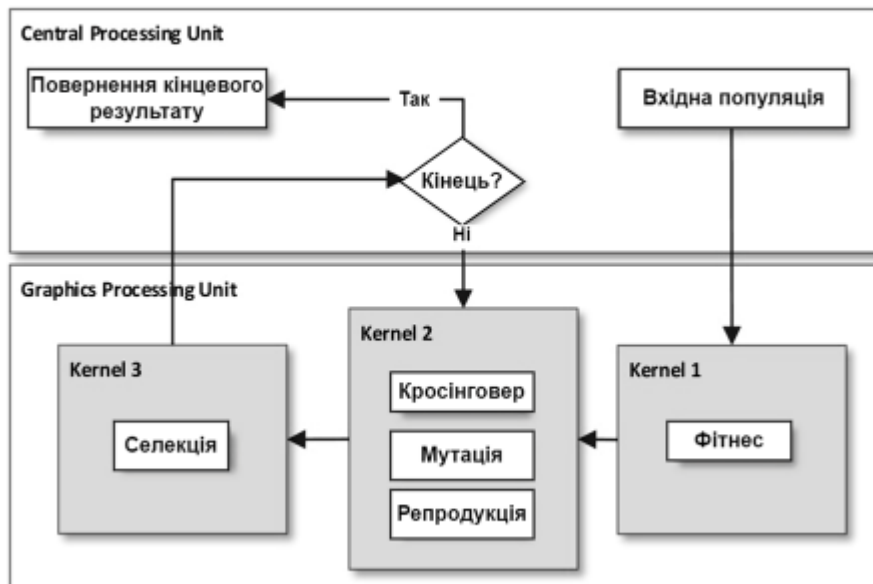 Central Processing Unit
Повернення кінцевого
результату
Так
Вхідна популяція
Кінець?
Ні
Graphics Processing Unit
Kernel 3
Селекція
Kernel 2
Кросінговер
Мутація
Репродукція
Kernel 1
Фітнес